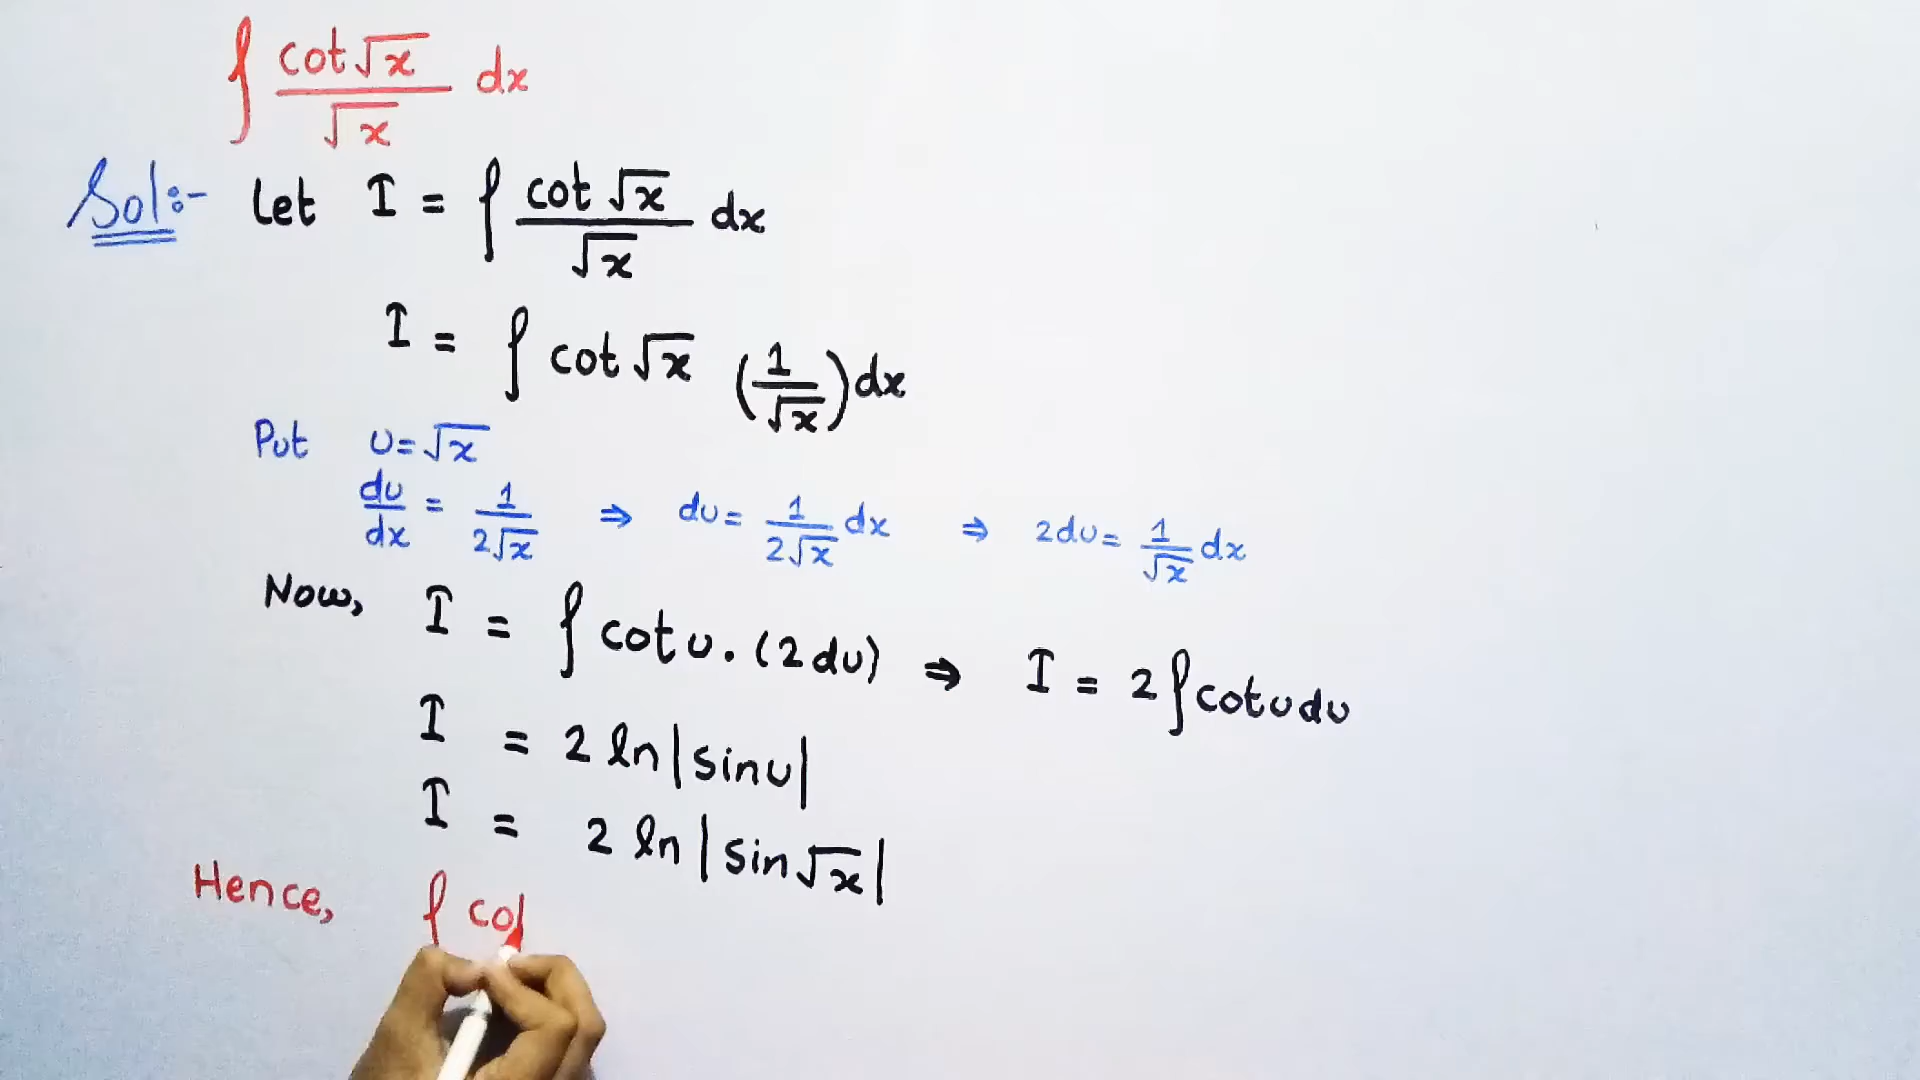 ∫ cot√x / √x dx
Sol:- Let I = ∫ cot √x / √x dx
I = ∫ cot √x (1/√x) dx
Put u = √x
du/dx = 1/2√x ⇒ du = 1/2√x dx ⇒ 2du = 1/√x dx
Now, I = ∫ cot u . (2du) ⇒ I = 2∫cot u du
I = 2 ln|sin u|
I = 2 ln|sin√x|
Hence, ∫ cot